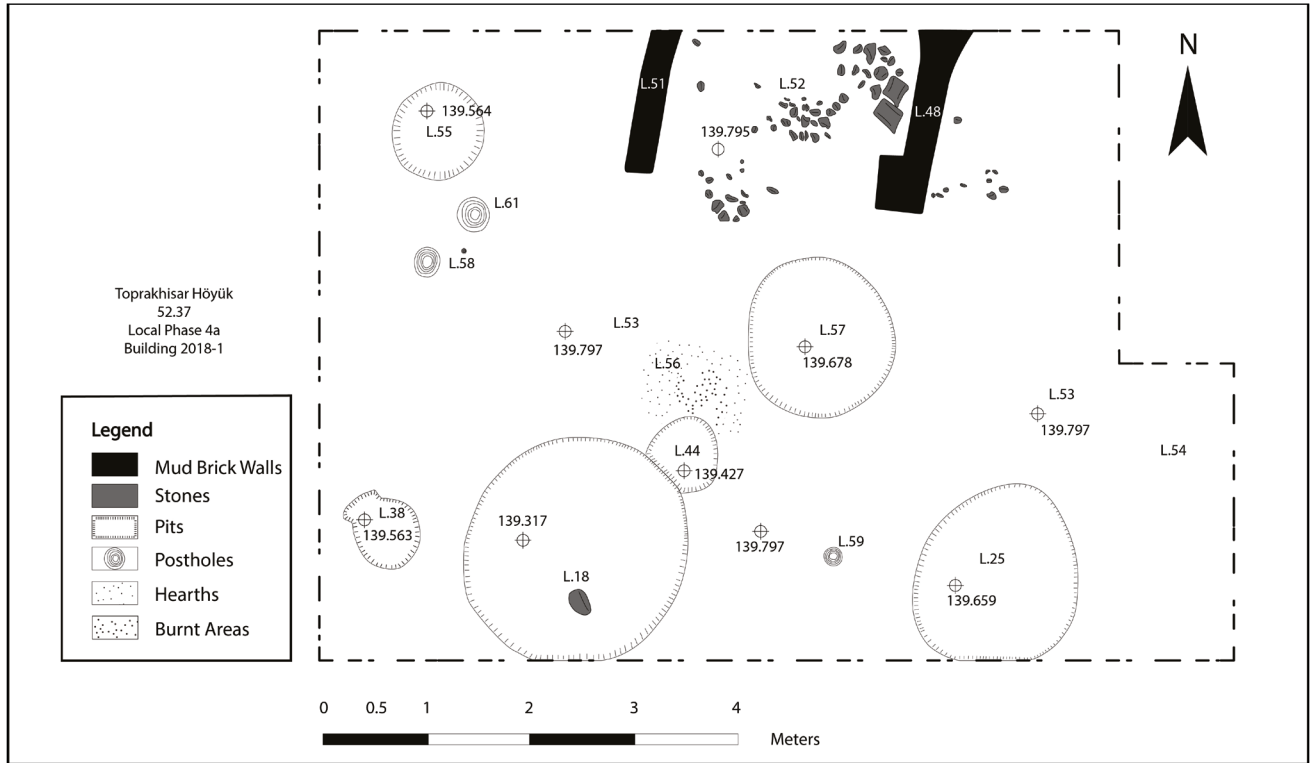 N
L.51
L.52
L.48
139.564
L.55
139.795
L.61
L.58
Toprakhisar Höyük
52.37
Local Phase 4a
Building 2018-1
L.53
139.797
L.57
139.678
L.56
L.53
139.797
L.54
L.44
139.427
L.38
139.563
139.317
L.18
139.797
L.59
L.25
139.659
Legend
Mud Brick Walls
Stones
Pits
Postholes
Hearths
Burnt Areas
0 0.5 1 2 3 4
Meters